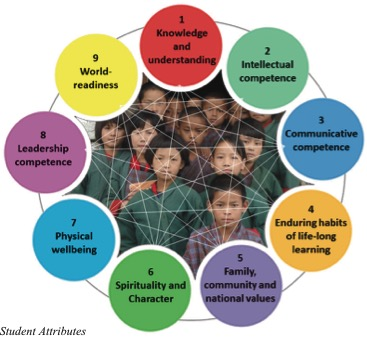 1
Knowledge
and
understanding
2
Intellectual
competence
3
Communicative
competence
4
Enduring habits
of life-long
learning
5
Family,
community and
national values
6
Spirituality and
Character
7
Physical
wellbeing
8
Leadership
competence
9
World-
readiness
Student Attributes